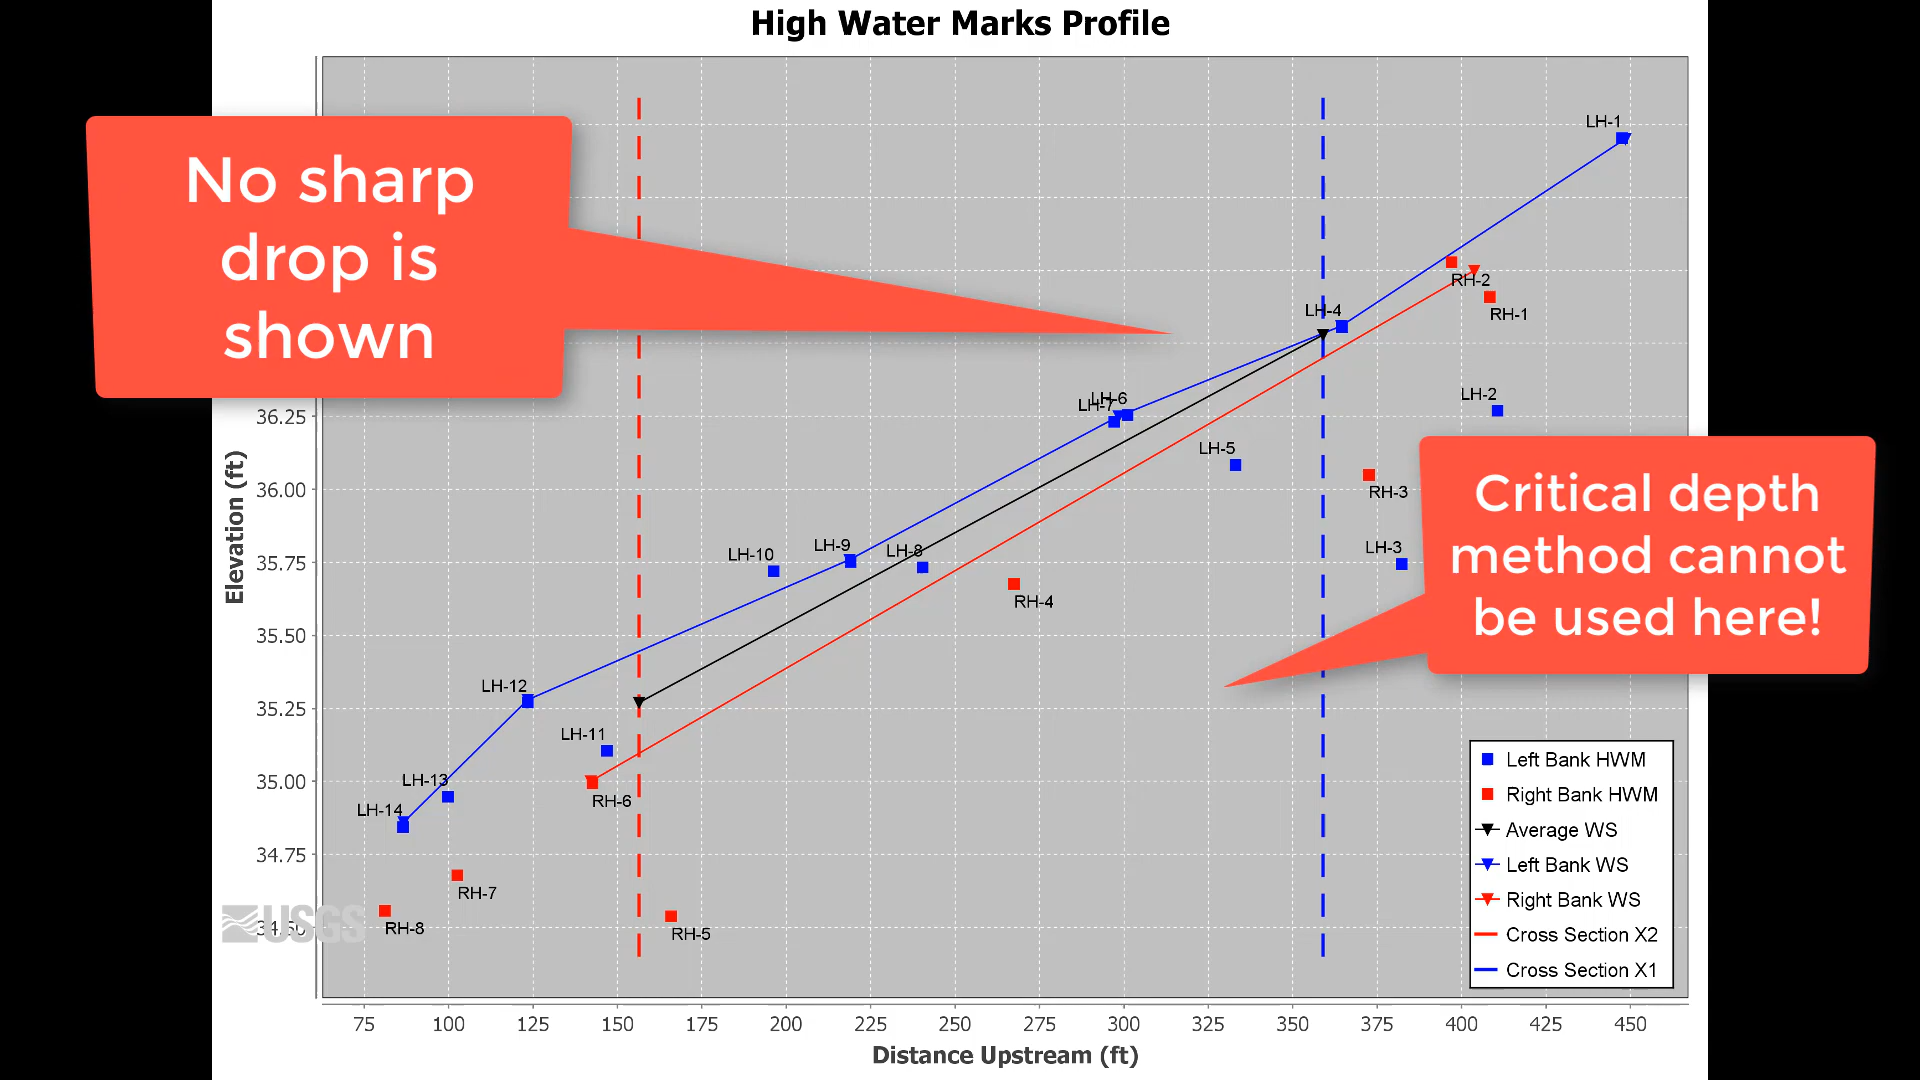 High Water Marks Profile
No sharp
drop is
shown
Critical depth
method cannot
be used here!
Elevation (ft)
36.25
36.00
35.75
35.50
35.25
35.00
34.75
34.50
LH-1
RH-2
RH-1
LH-4
LH-2
LH-6
LH-7
LH-5
RH-3
LH-3
LH-10
LH-9
LH-8
RH-4
LH-12
LH-11
RH-6
LH-13
LH-14
RH-7
RH-8
RH-5
USGS
Left Bank HWM
Right Bank HWM
Average WS
Left Bank WS
Right Bank WS
Cross Section X2
Cross Section X1
75 100 125 150 175 200 225 250 275 300 325 350 375 400 425 450
Distance Upstream (ft)